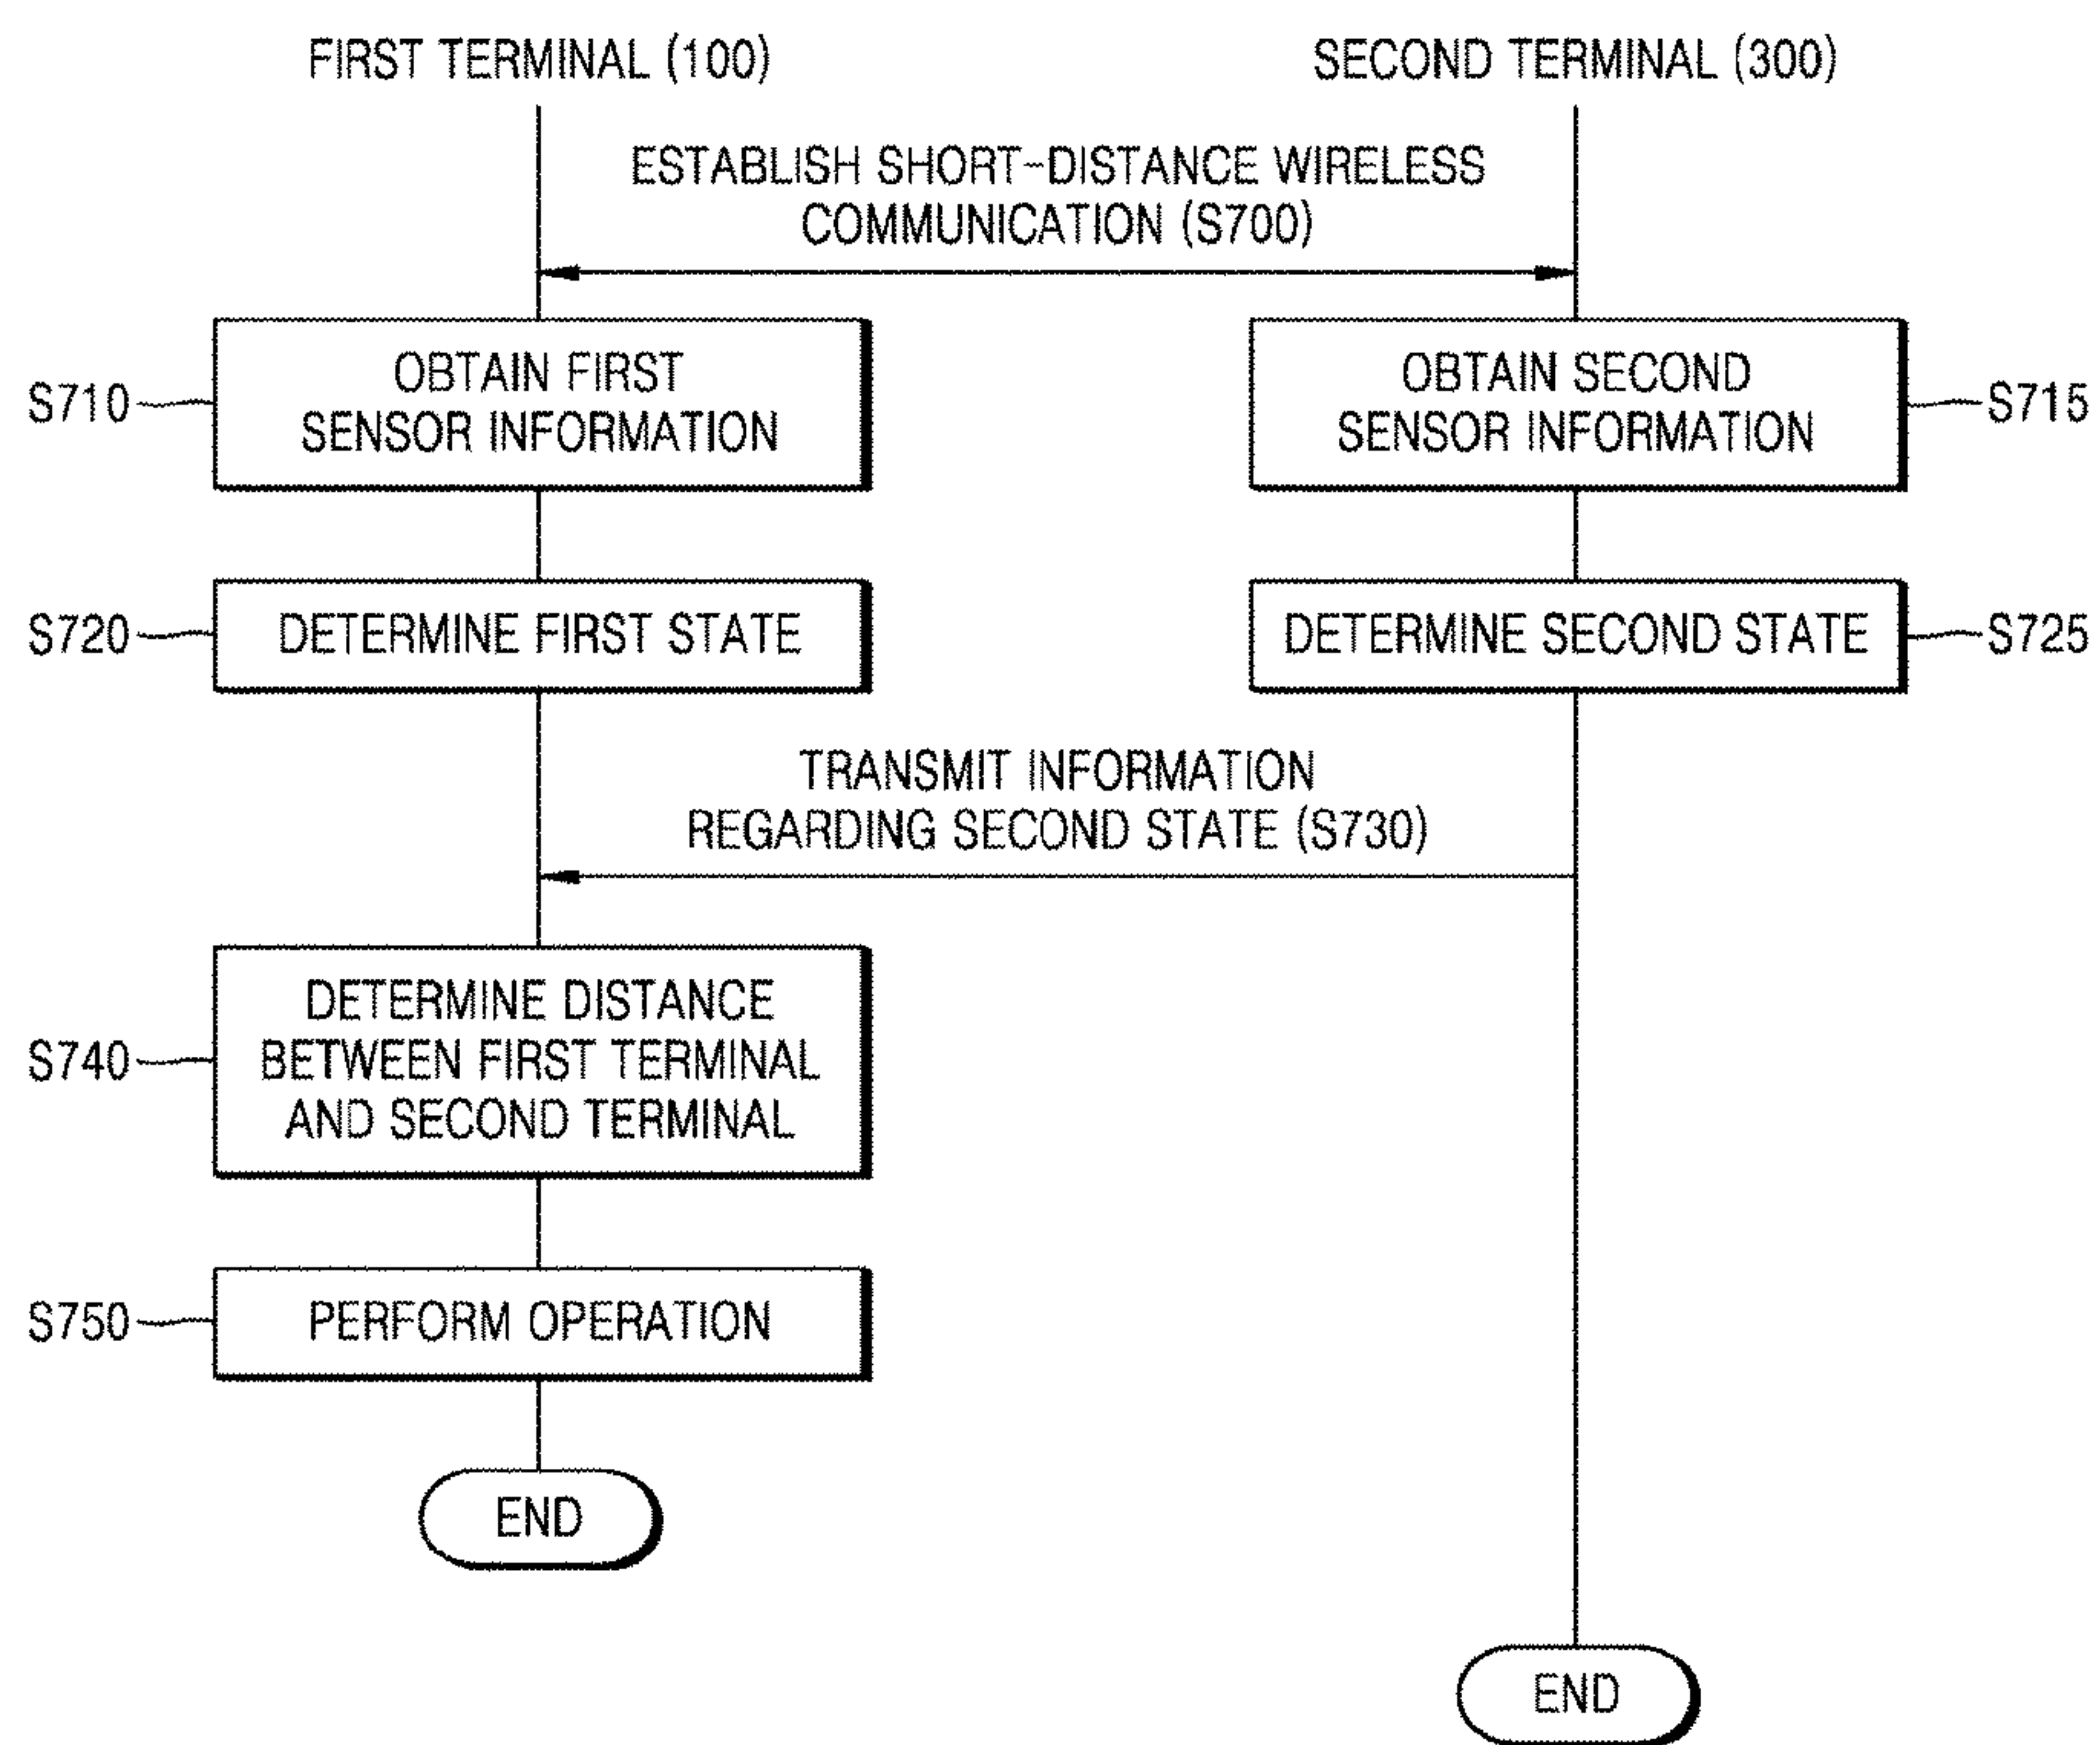 FIRST TERMINAL (100)
SECOND TERMINAL (300)
ESTABLISH SHORT-DISTANCE WIRELESS
COMMUNICATION (S700)
S710
OBTAIN FIRST
SENSOR INFORMATION
OBTAIN SECOND
SENSOR INFORMATION
S715
S720
DETERMINE FIRST STATE
DETERMINE SECOND STATE
S725
TRANSMIT INFORMATION
REGARDING SECOND STATE (S730)
S740
DETERMINE DISTANCE
BETWEEN FIRST TERMINAL
AND SECOND TERMINAL
S750
PERFORM OPERATION
END
END